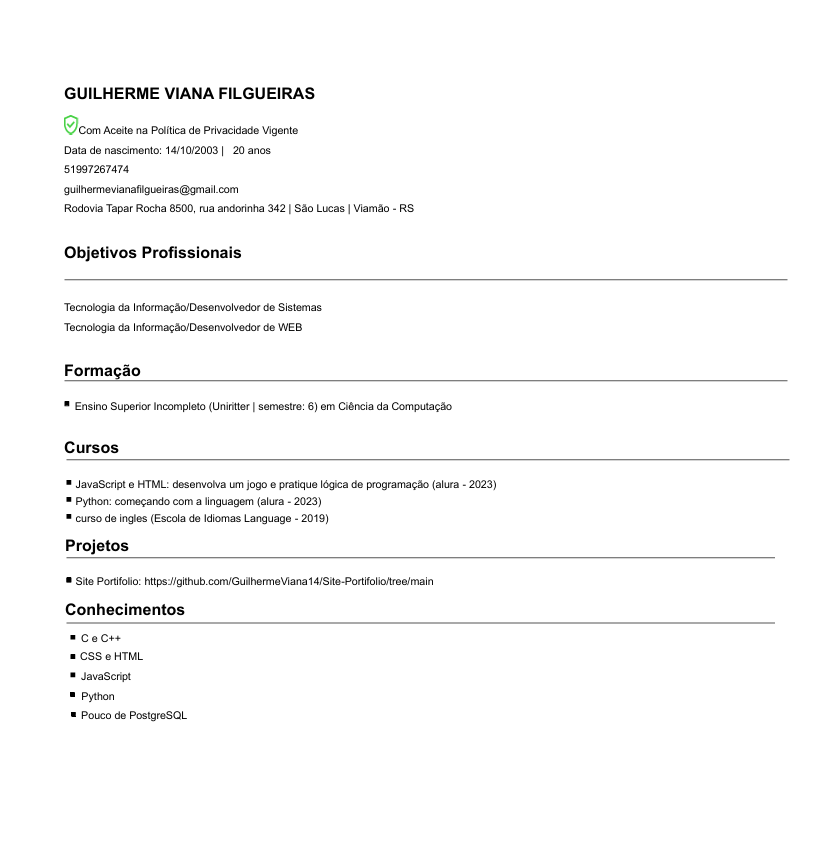 GUILHERME VIANA FILGUEIRAS
Com Aceite na Política de Privacidade Vigente
Data de nascimento: 14/10/2003 | 20 anos
51997267474
guilhermevianafilgueiras@gmail.com
Rodovia Tapar Rocha 8500, rua andorinha 342 | São Lucas | Viamão - RS
Objetivos Profissionais
Tecnologia da Informação/Desenvolvedor de Sistemas
Tecnologia da Informação/Desenvolvedor de WEB
Formação
▪ Ensino Superior Incompleto (Uniritter | semestre: 6) em Ciência da Computação
Cursos
▪ JavaScript e HTML: desenvolva um jogo e pratique lógica de programação (alura - 2023)
▪ Python: começando com a linguagem (alura - 2023)
▪ curso de ingles (Escola de Idiomas Language - 2019)
Projetos
▪ Site Portifolio: https://github.com/GuilhermeViana14/Site-Portifolio/tree/main
Conhecimentos
▪ C e C++
▪ CSS e HTML
▪ JavaScript
▪ Python
▪ Pouco de PostgreSQL